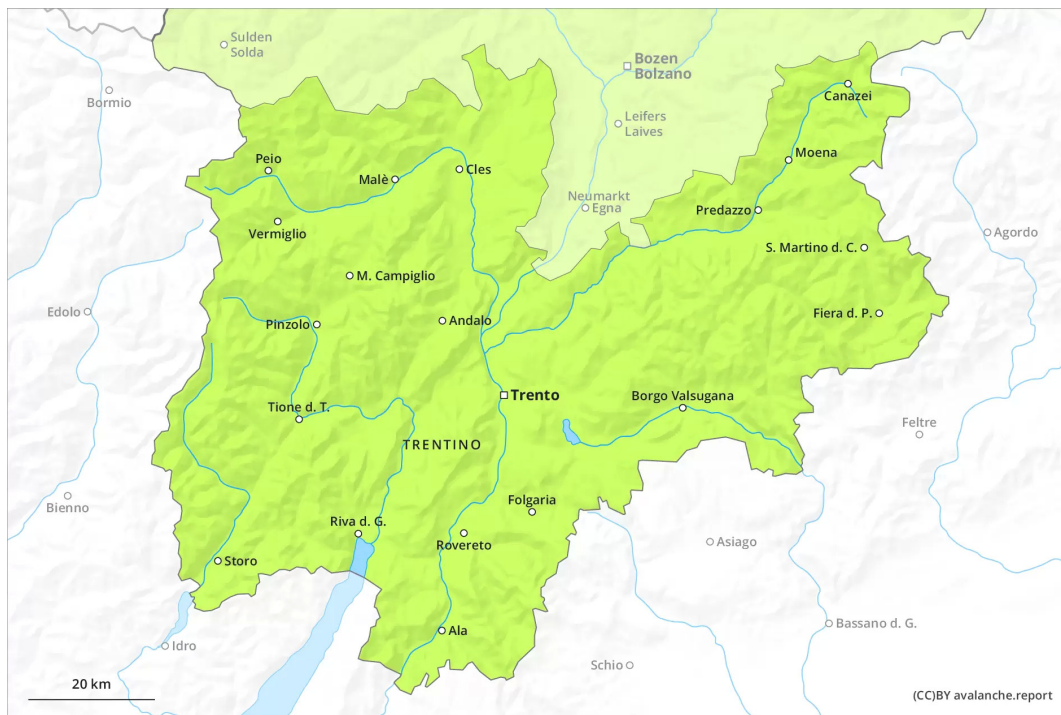 Sulden
Solda
Bozen
Bolzano
Bormio
Canazei
Leifers
Laives
Moena
Peio
Malè
Cles
Neumarkt
Egna
Predazzo
Vermiglio
Agordo
S. Martino d. C.
M. Campiglio
Edolo
Fiera d. P.
Pinzolo
Andalo
Trento
Borgo Valsugana
Tione d. T.
Feltre
TRENTINO
Bienno
Folgaria
Riva d. G.
Rovereto
Asiago
Storo
Bassano d. G.
Ala
Idro
Schio
20 km
(CC)BY avalanche.report